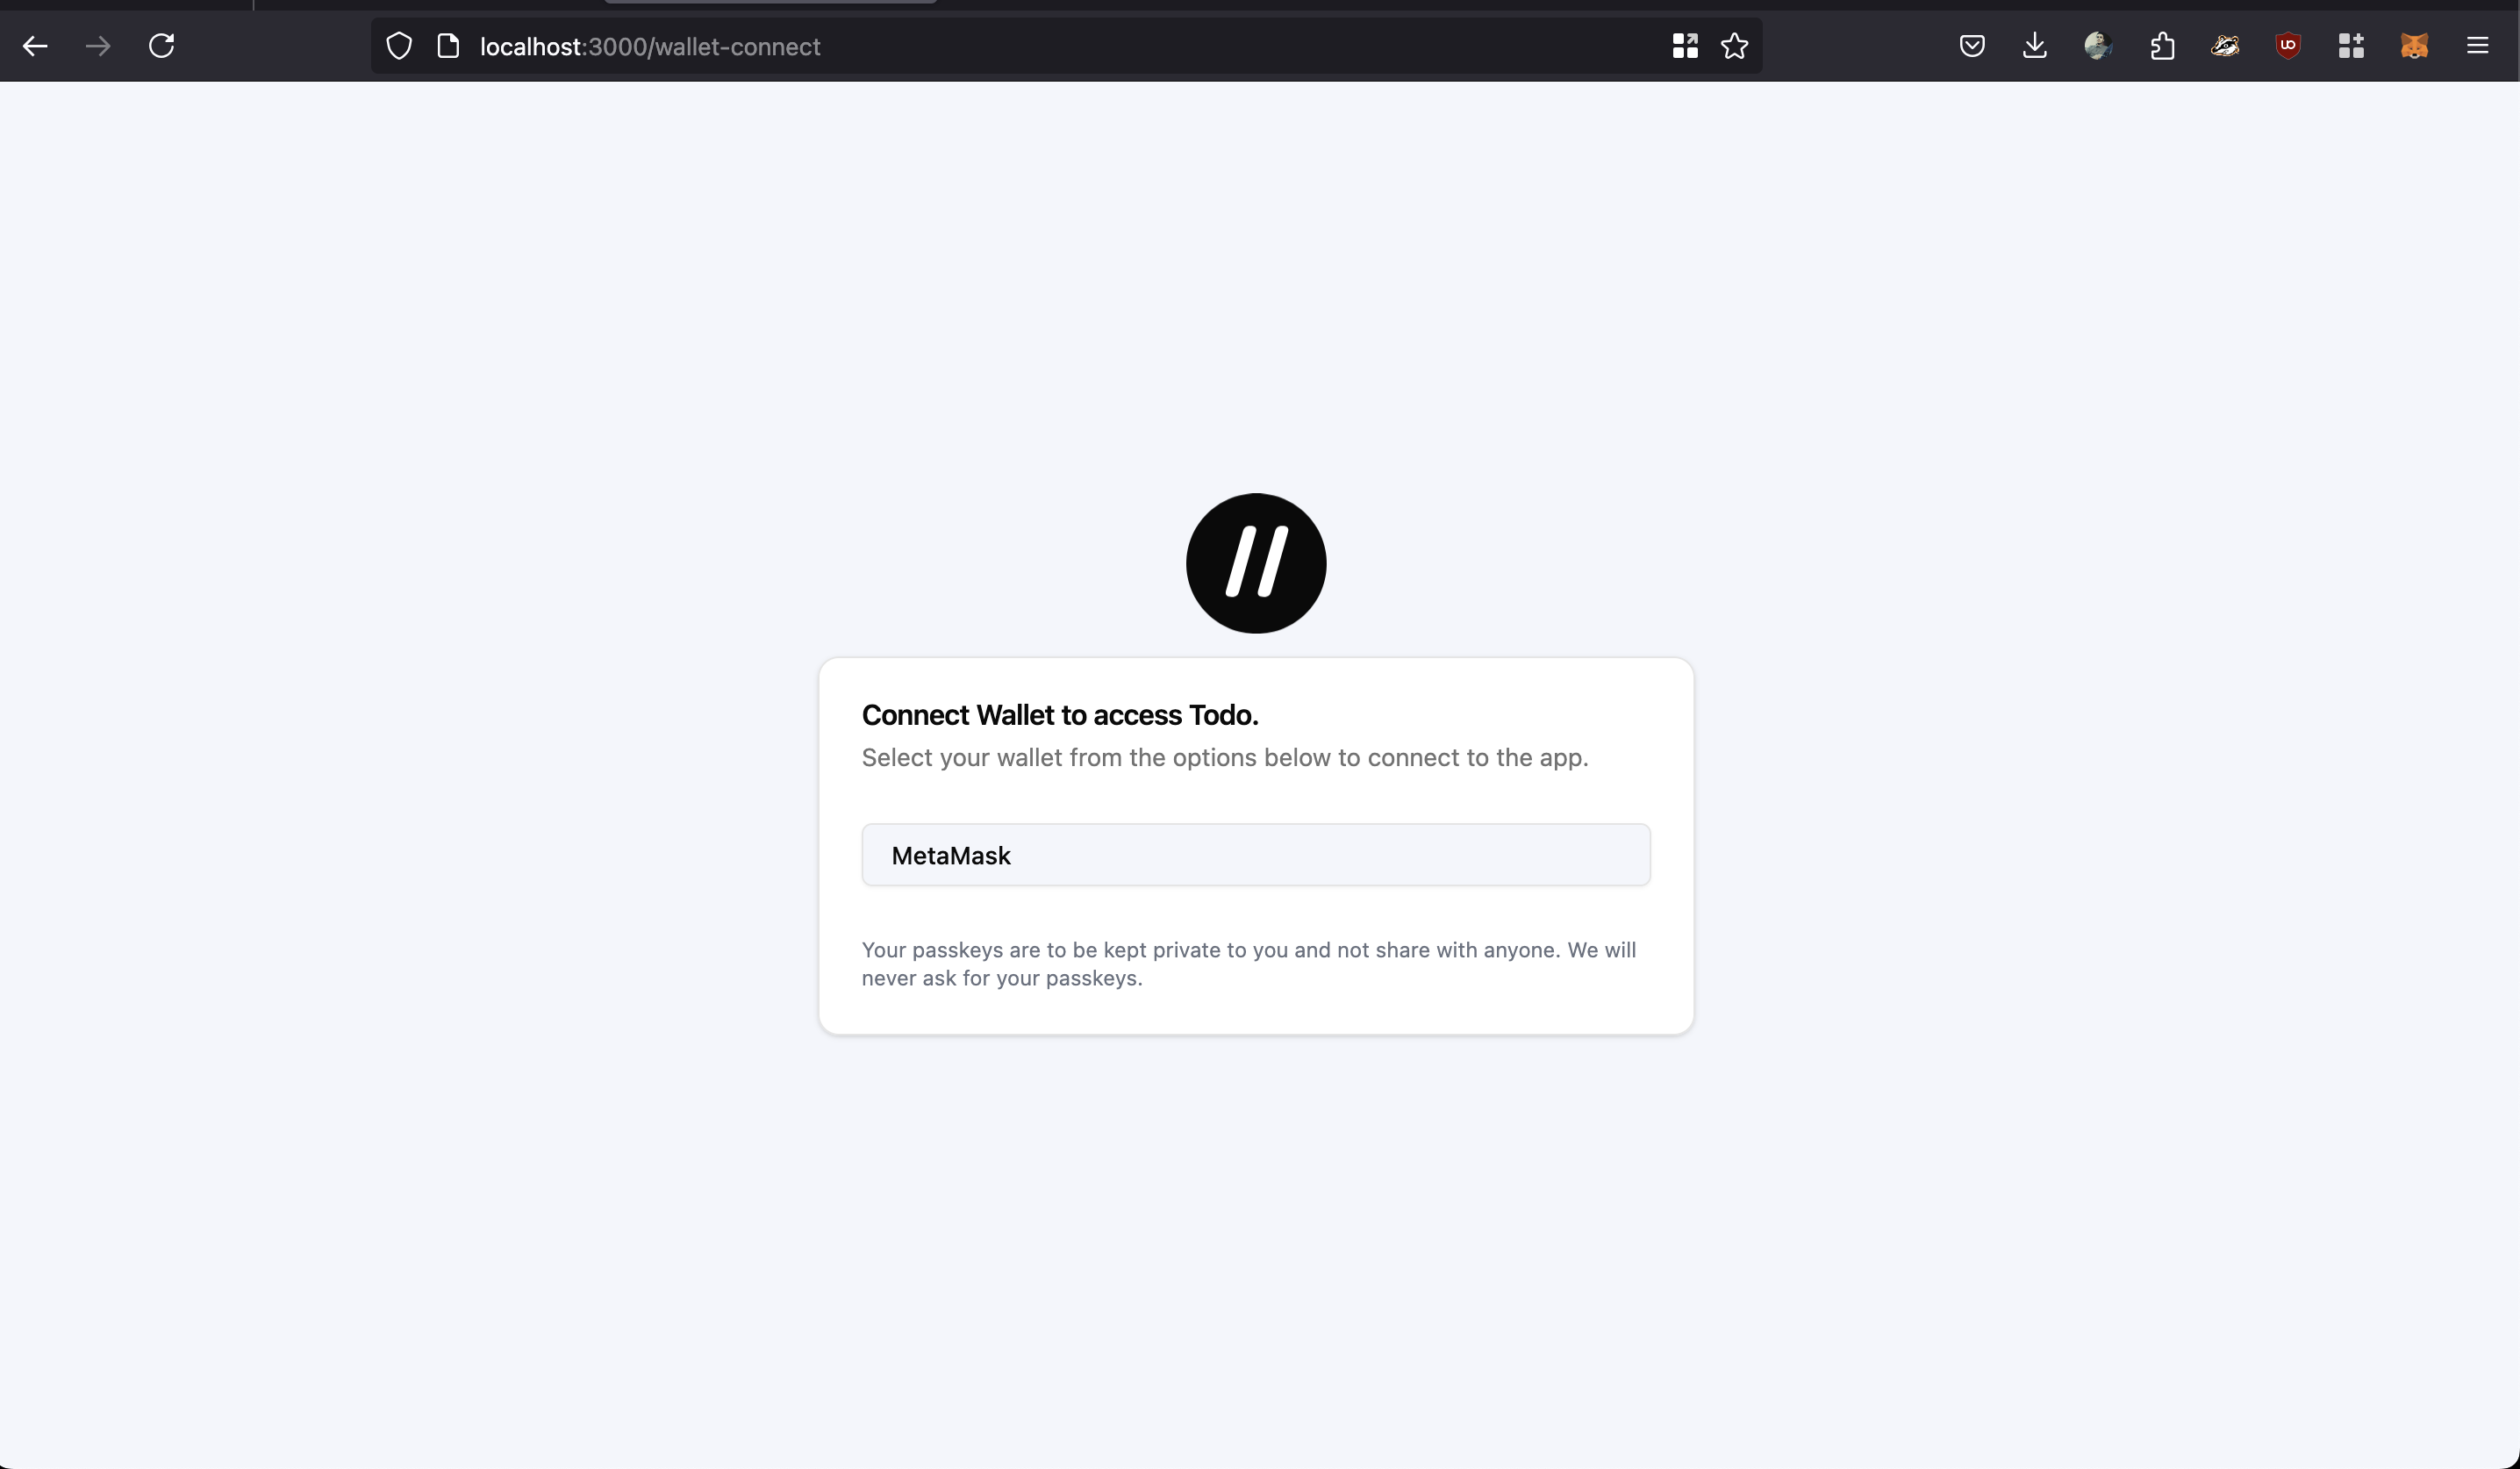 localhost:3000/wallet-connect
UO
//
Connect Wallet to access Todo.
Select your wallet from the options below to connect to the app.
MetaMask
Your passkeys are to be kept private to you and not share with anyone. We will
never ask for your passkeys.